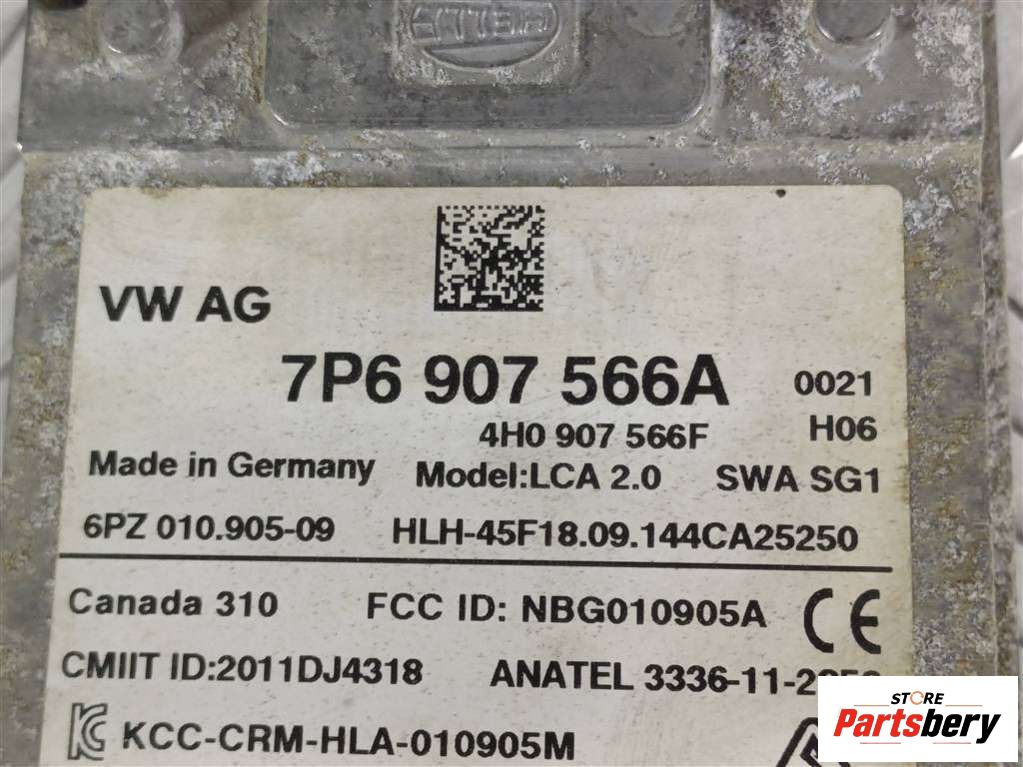 HELLA
VW AG
7P6 907 566A 0021
4H0 907 566F H06
Made in Germany Model:LCA 2.0 SWA SG1
6PZ 010.905-09 HLH-45F18.09.144CA25250
Canada 310 FCC ID: NBG010905A CE
CMIIT ID:2011DJ4318 ANATEL 3336-11-2
KCC-CRM-HLA-010905M
STORE
Partsbery